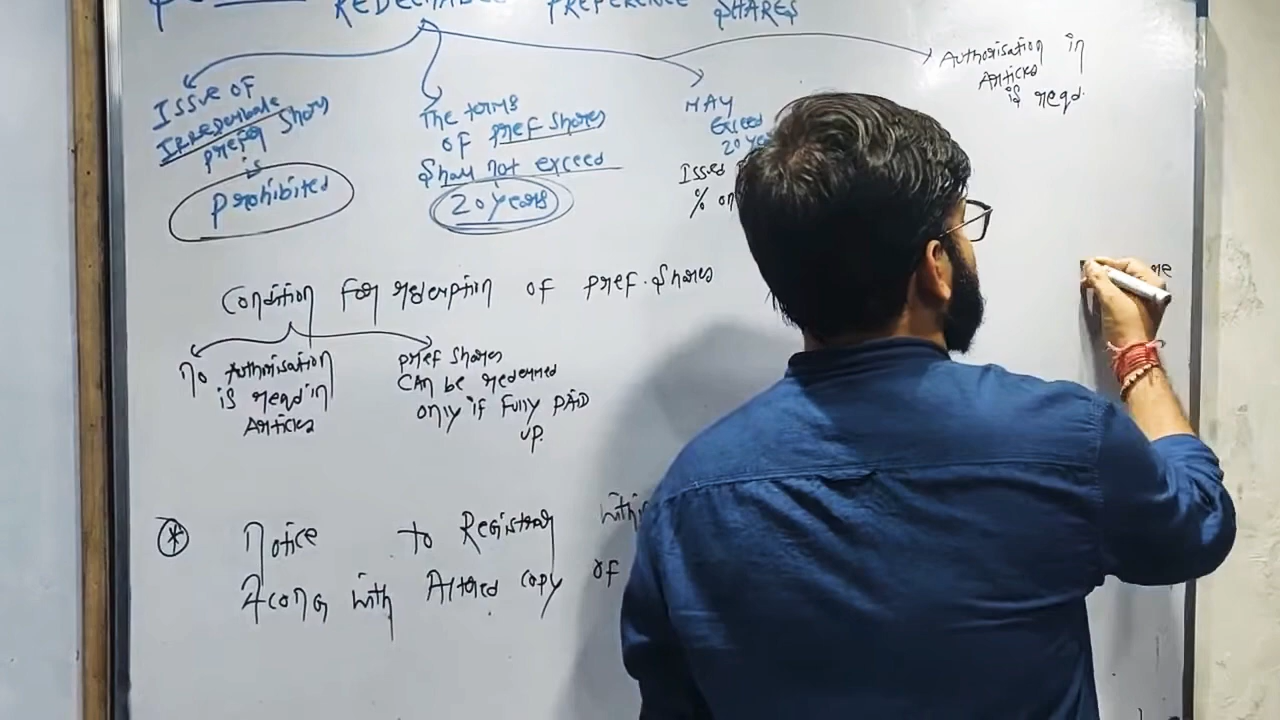 REDEEMABLE PREFERENCE SHARES
Issue of
Irredeemable
prefer shares
is
prohibited
The terms
of pref shares
shall not exceed
20 years
MAY
Exceed
20
Issued
% on
Authorisation in
Articles
is reqd.
Condition for redemption of pref. shares
no Authorisation
is reqd in
Articles
pref shares
CAN be redeemed
only if fully PAID
up.
* Notice to Registrar within
Along with Altered copy of